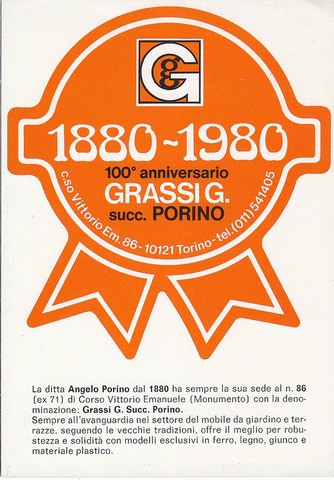 G
g
1880~1980
100° anniversario
GRASSI G.
succ. PORINO
c.so Vittorio Em. 86 - 10121 Torino - tel. (011) 541405
La ditta Angelo Porino dal 1880 ha sempre la sua sede al n. 86
(ex 71) di Corso Vittorio Emanuele (Monumento) con la deno-
minazione: Grassi G. Succ. Porino.
Sempre all'avanguardia nel settore del mobile da giardino e ter-
razze, seguendo le vecchie tradizioni, offre il meglio per robu-
stezza e solidità con modelli esclusivi in ferro, legno, giunco e
materiale plastico.